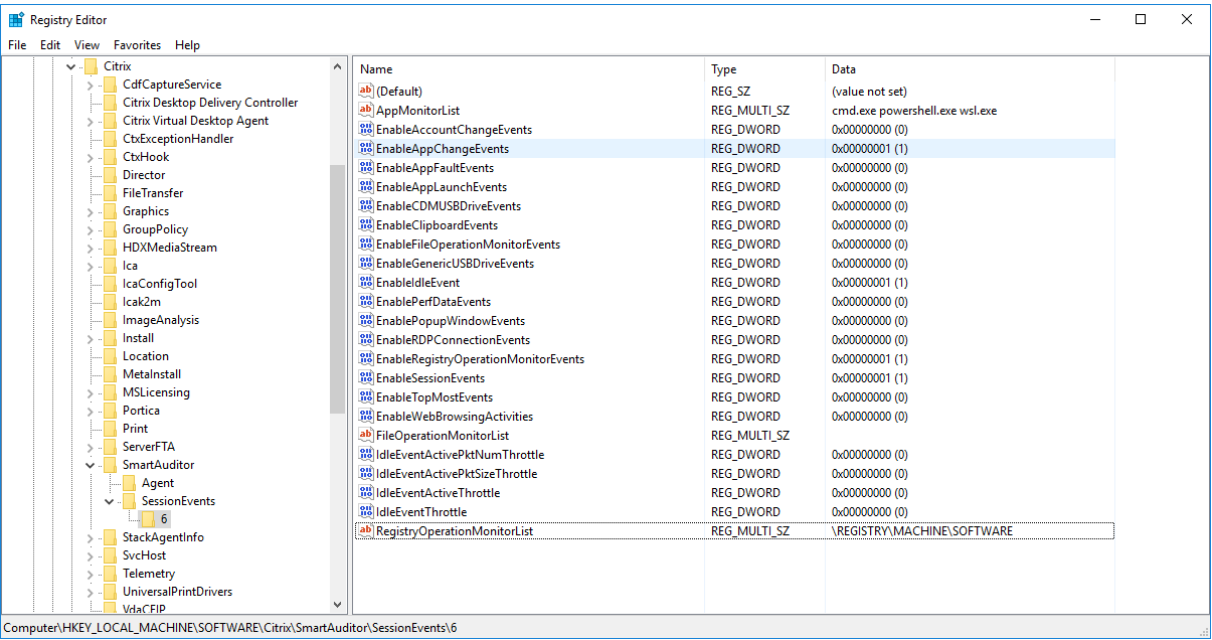 Registry Editor
File Edit View Favorites Help
Citrix
CdfCaptureService
Citrix Desktop Delivery Controller
Citrix Virtual Desktop Agent
CtxExceptionHandler
CtxHook
Director
FileTransfer
Graphics
GroupPolicy
HDXMediaStream
Ica
IcaConfigTool
Icak2m
ImageAnalysis
Install
Location
MetaInstall
MSLicensing
Portica
Print
ServerFTA
SmartAuditor
Agent
SessionEvents
6
StackAgentInfo
SvcHost
Telemetry
UniversalPrintDrivers
VdaCEIP
Name Type Data
(Default) REG_SZ (value not set)
AppMonitorList REG_MULTI_SZ cmd.exe powershell.exe wsl.exe
EnableAccountChangeEvents REG_DWORD 0x00000000 (0)
EnableAppChangeEvents REG_DWORD 0x00000001 (1)
EnableAppFaultEvents REG_DWORD 0x00000000 (0)
EnableAppLaunchEvents REG_DWORD 0x00000000 (0)
EnableCDMUSBDriveEvents REG_DWORD 0x00000000 (0)
EnableClipboardEvents REG_DWORD 0x00000000 (0)
EnableFileOperationMonitorEvents REG_DWORD 0x00000000 (0)
EnableGenericUSBDriveEvents REG_DWORD 0x00000000 (0)
EnableIdleEvent REG_DWORD 0x00000001 (1)
EnablePerfDataEvents REG_DWORD 0x00000000 (0)
EnablePopupWindowEvents REG_DWORD 0x00000000 (0)
EnableRDPConnectionEvents REG_DWORD 0x00000000 (0)
EnableRegistryOperationMonitorEvents REG_DWORD 0x00000001 (1)
EnableSessionEvents REG_DWORD 0x00000001 (1)
EnableTopMostEvents REG_DWORD 0x00000000 (0)
EnableWebBrowsingActivities REG_DWORD 0x00000000 (0)
FileOperationMonitorList REG_MULTI_SZ
IdleEventActivePktNumThrottle REG_DWORD 0x00000000 (0)
IdleEventActivePktSizeThrottle REG_DWORD 0x00000000 (0)
IdleEventActiveThrottle REG_DWORD 0x00000000 (0)
IdleEventThrottle REG_DWORD 0x00000000 (0)
RegistryOperationMonitorList REG_MULTI_SZ \REGISTRY\MACHINE\SOFTWARE
Computer\HKEY_LOCAL_MACHINE\SOFTWARE\Citrix\SmartAuditor\SessionEvents\6